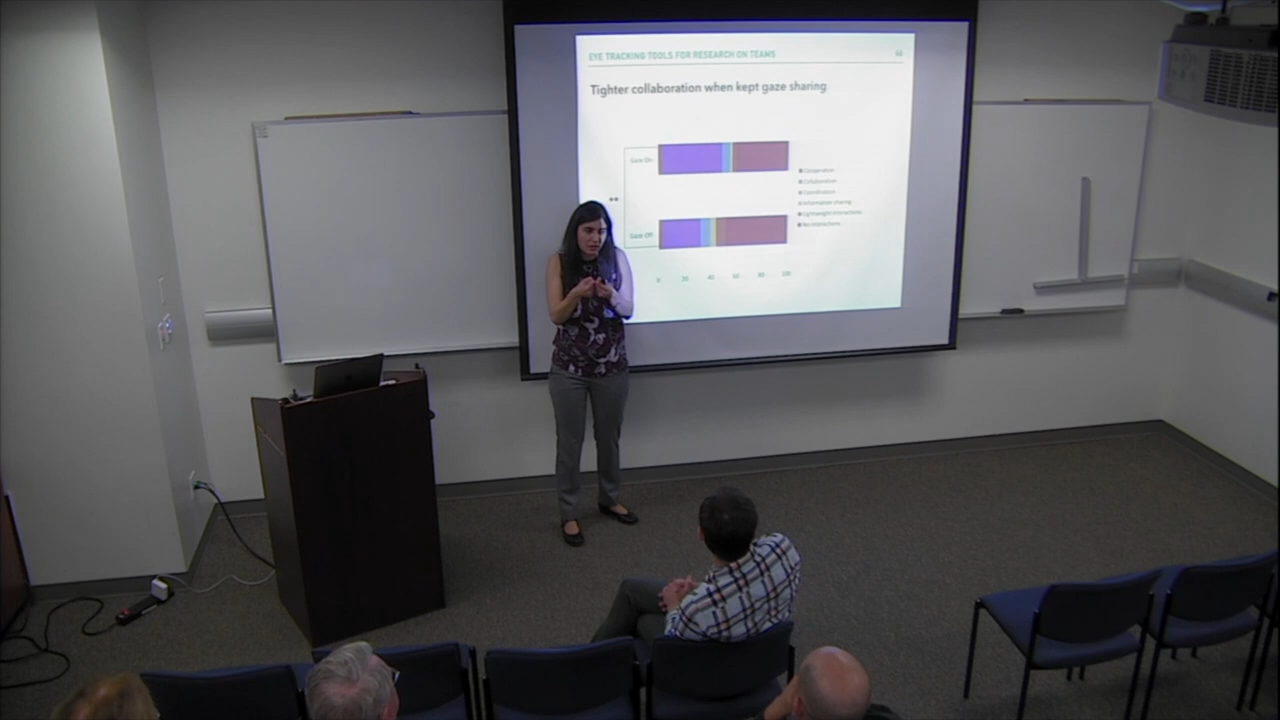 EYE TRACKING TOOLS FOR RESEARCH ON TEAMS
Tighter collaboration when kept gaze sharing
Gaze On
Gaze Off
Cooperation
Collaboration
Coordination
Information sharing
Lightweight interactions
No interactions
0 20 40 60 80 100